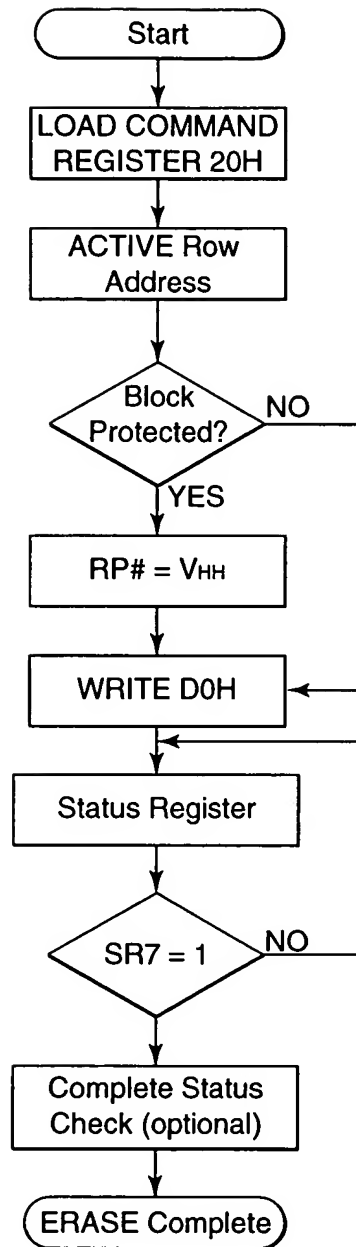 Start
LOAD COMMAND
REGISTER 20H
ACTIVE Row
Address
Block
Protected?
NO
YES
RP# = VHH
WRITE D0H
Status Register
SR7 = 1
NO
Complete Status
Check (optional)
ERASE Complete